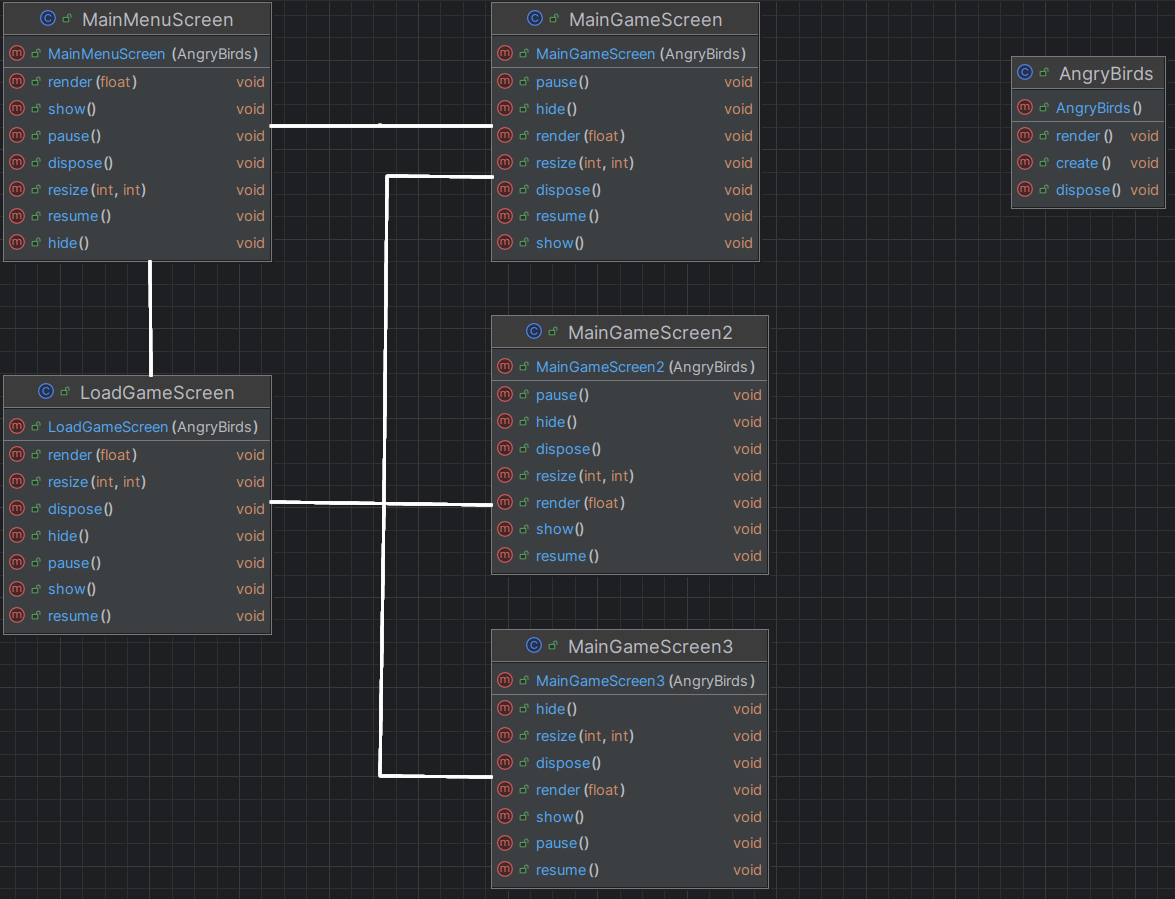 MainMenuScreen
MainMenuScreen (AngryBirds)
render (float) void
show() void
pause() void
dispose() void
resize (int, int) void
resume () void
hide() void
MainGameScreen
MainGameScreen (AngryBirds)
pause() void
hide() void
render (float) void
resize (int, int) void
dispose() void
resume () void
show() void
AngryBirds
AngryBirds ()
render () void
create () void
dispose() void
LoadGameScreen
LoadGameScreen (AngryBirds)
render (float) void
resize (int, int) void
dispose() void
hide() void
pause() void
show() void
resume () void
MainGameScreen2
MainGameScreen2 (AngryBirds)
pause() void
hide() void
dispose() void
resize (int, int) void
render (float) void
show() void
resume () void
MainGameScreen3
MainGameScreen3 (AngryBirds)
hide() void
resize (int, int) void
dispose() void
render (float) void
show() void
pause() void
resume () void